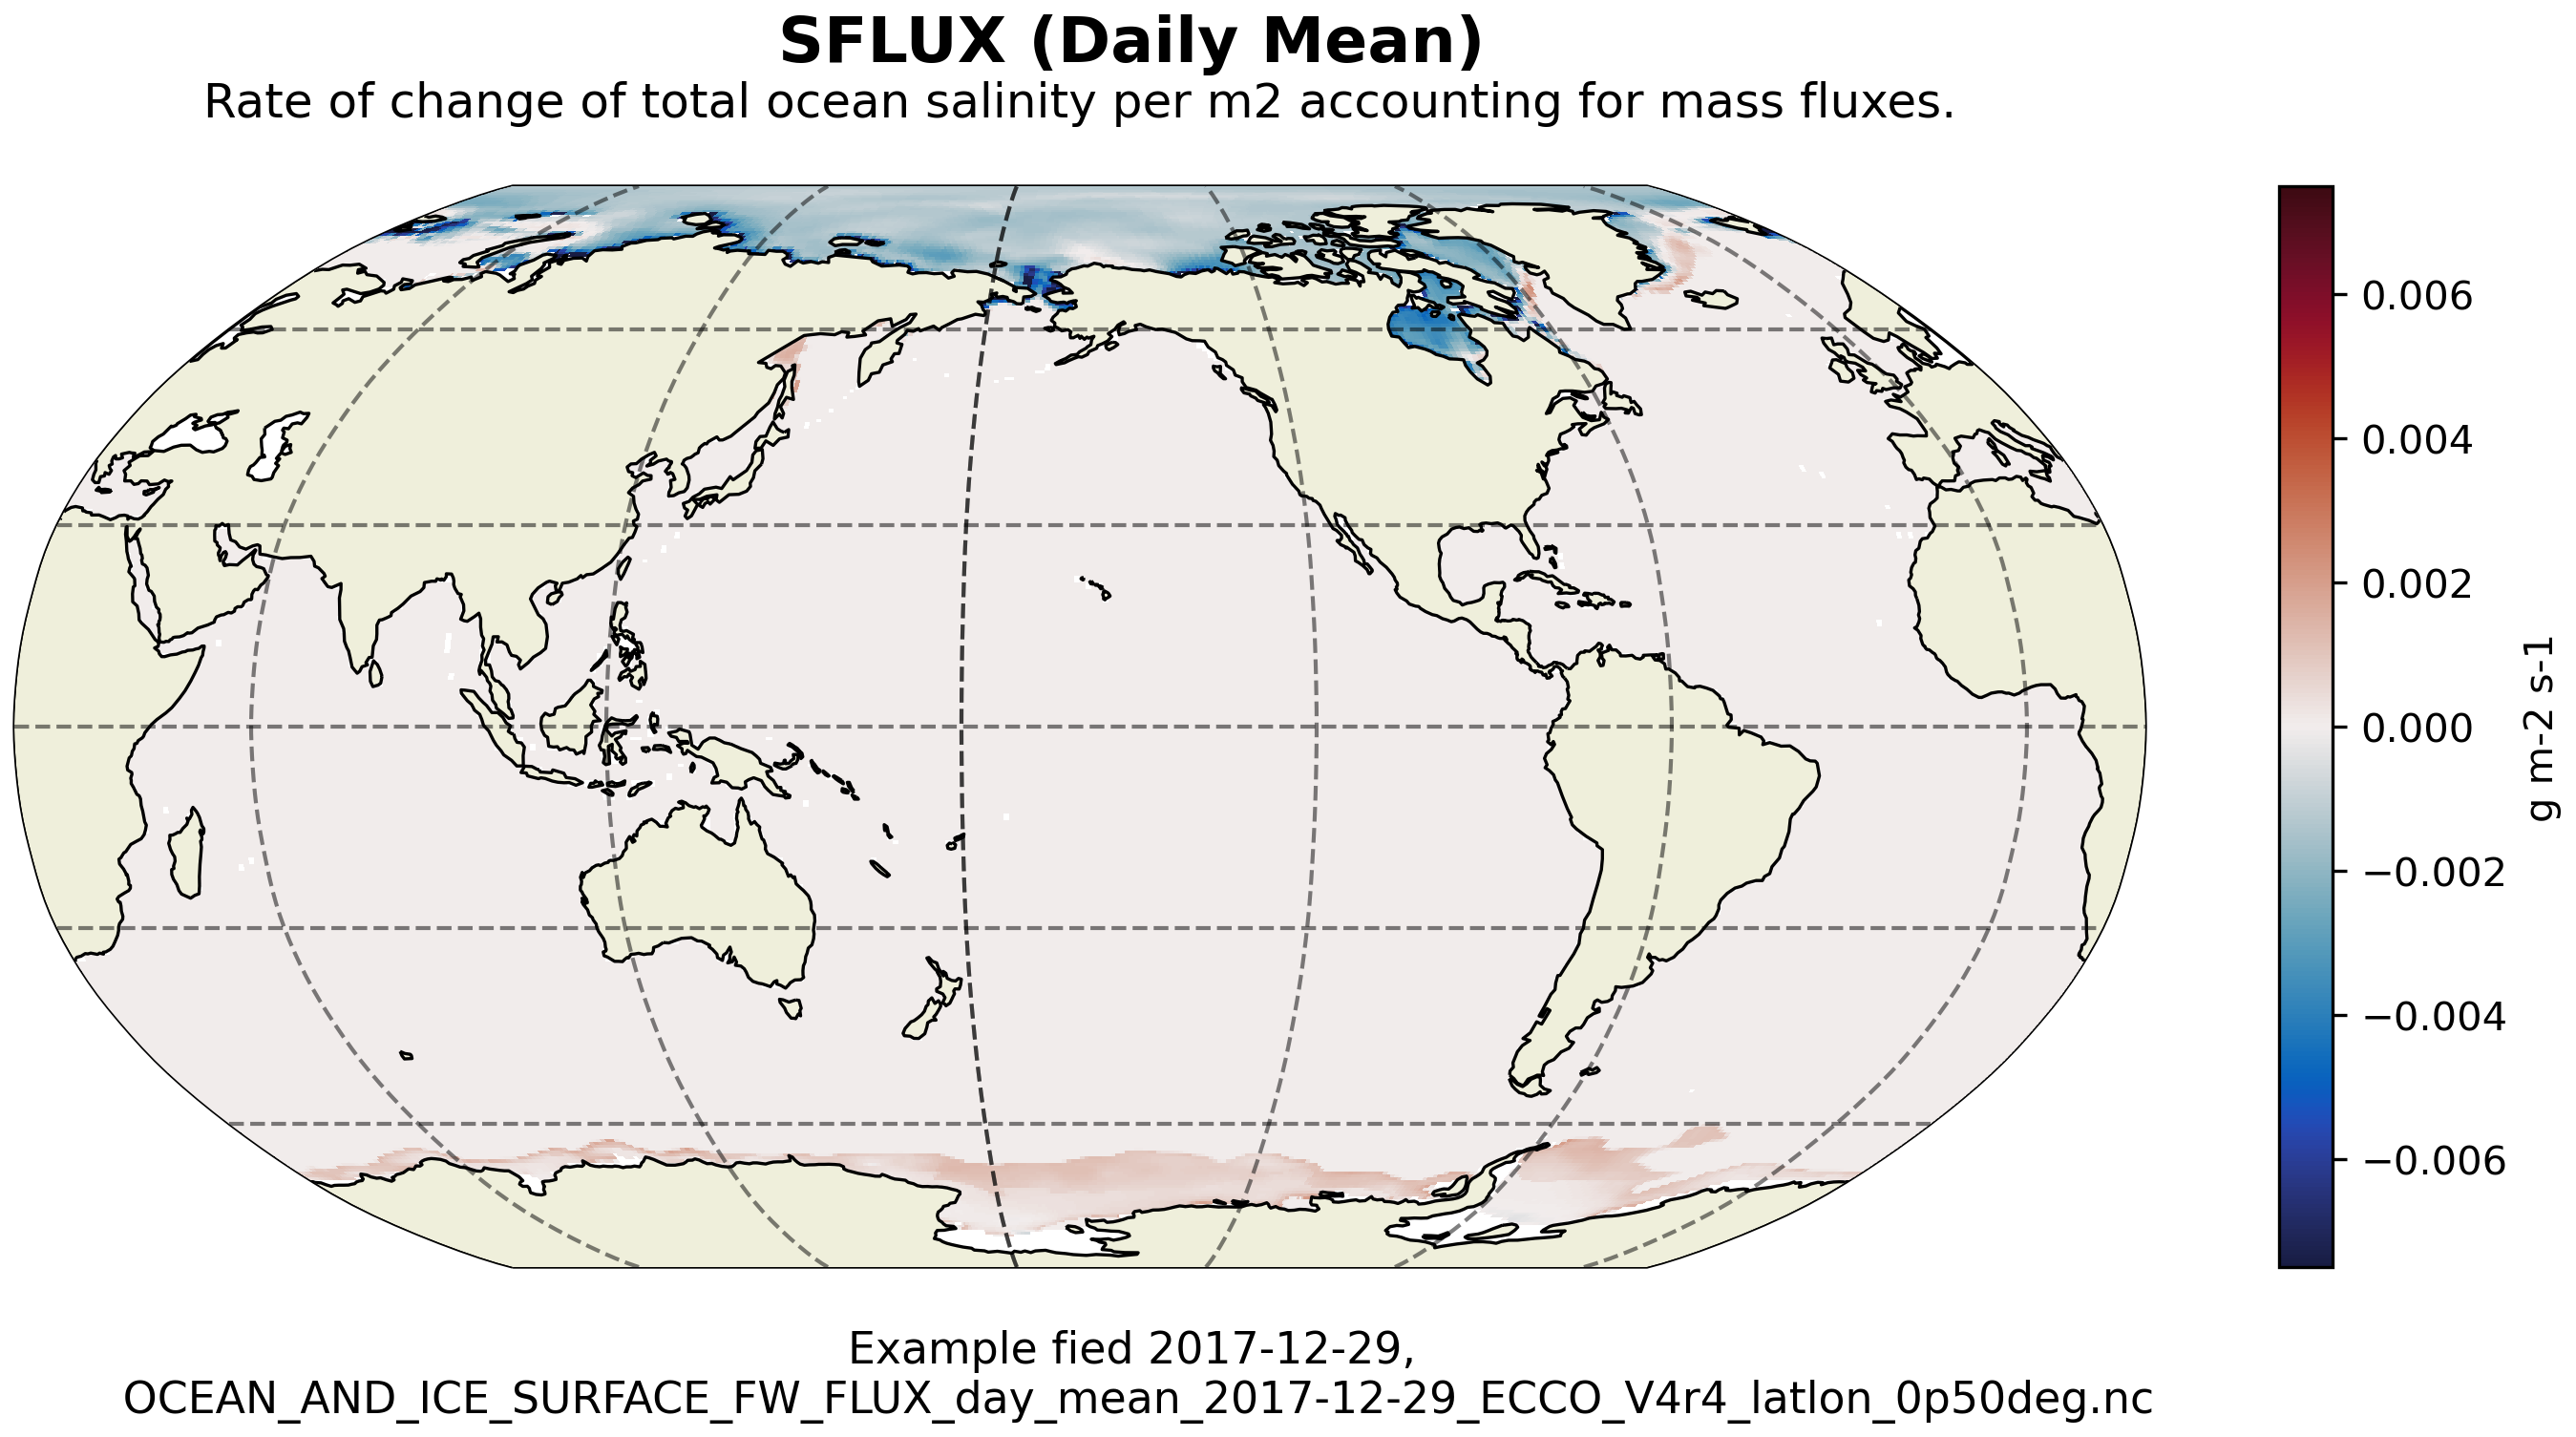 SFLUX (Daily Mean)
Rate of change of total ocean salinity per m2 accounting for mass fluxes.
0.006
0.004
0.002
0.000
−0.002
−0.004
−0.006
g m-2 s-1
Example fied 2017-12-29,
OCEAN_AND_ICE_SURFACE_FW_FLUX_day_mean_2017-12-29_ECCO_V4r4_latlon_0p50deg.nc